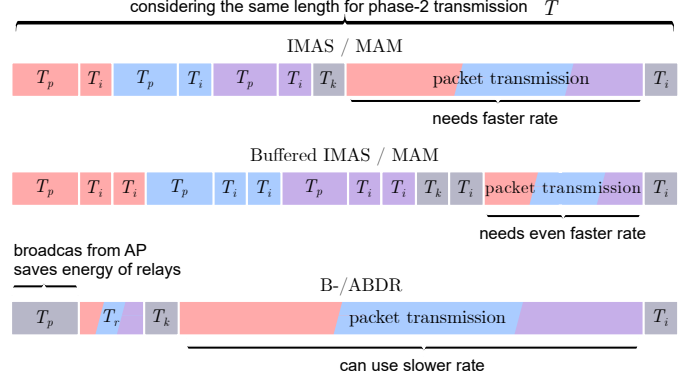 considering the same length for phase-2 transmission T
IMAS / MAM
T_p T_i T_p T_i T_p T_i T_k packet transmission T_i
needs faster rate
Buffered IMAS / MAM
T_p T_i T_i T_p T_i T_i T_p T_i T_i T_k T_i packet transmission T_i
needs even faster rate
broadcas from AP
saves energy of relays
B-/ABDR
T_p T_r T_k packet transmission T_i
can use slower rate